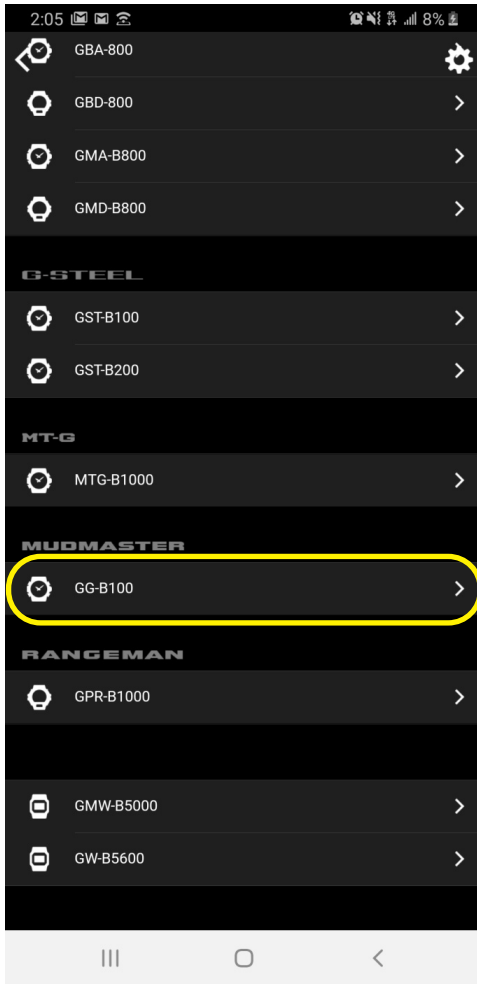 2:05 8%
GBA-800
GBD-800
GMA-B800
GMD-B800
G-STEEL
GST-B100
GST-B200
MT-G
MTG-B1000
MUDMASTER
GG-B100
RANGEMAN
GPR-B1000
GMW-B5000
GW-B5600